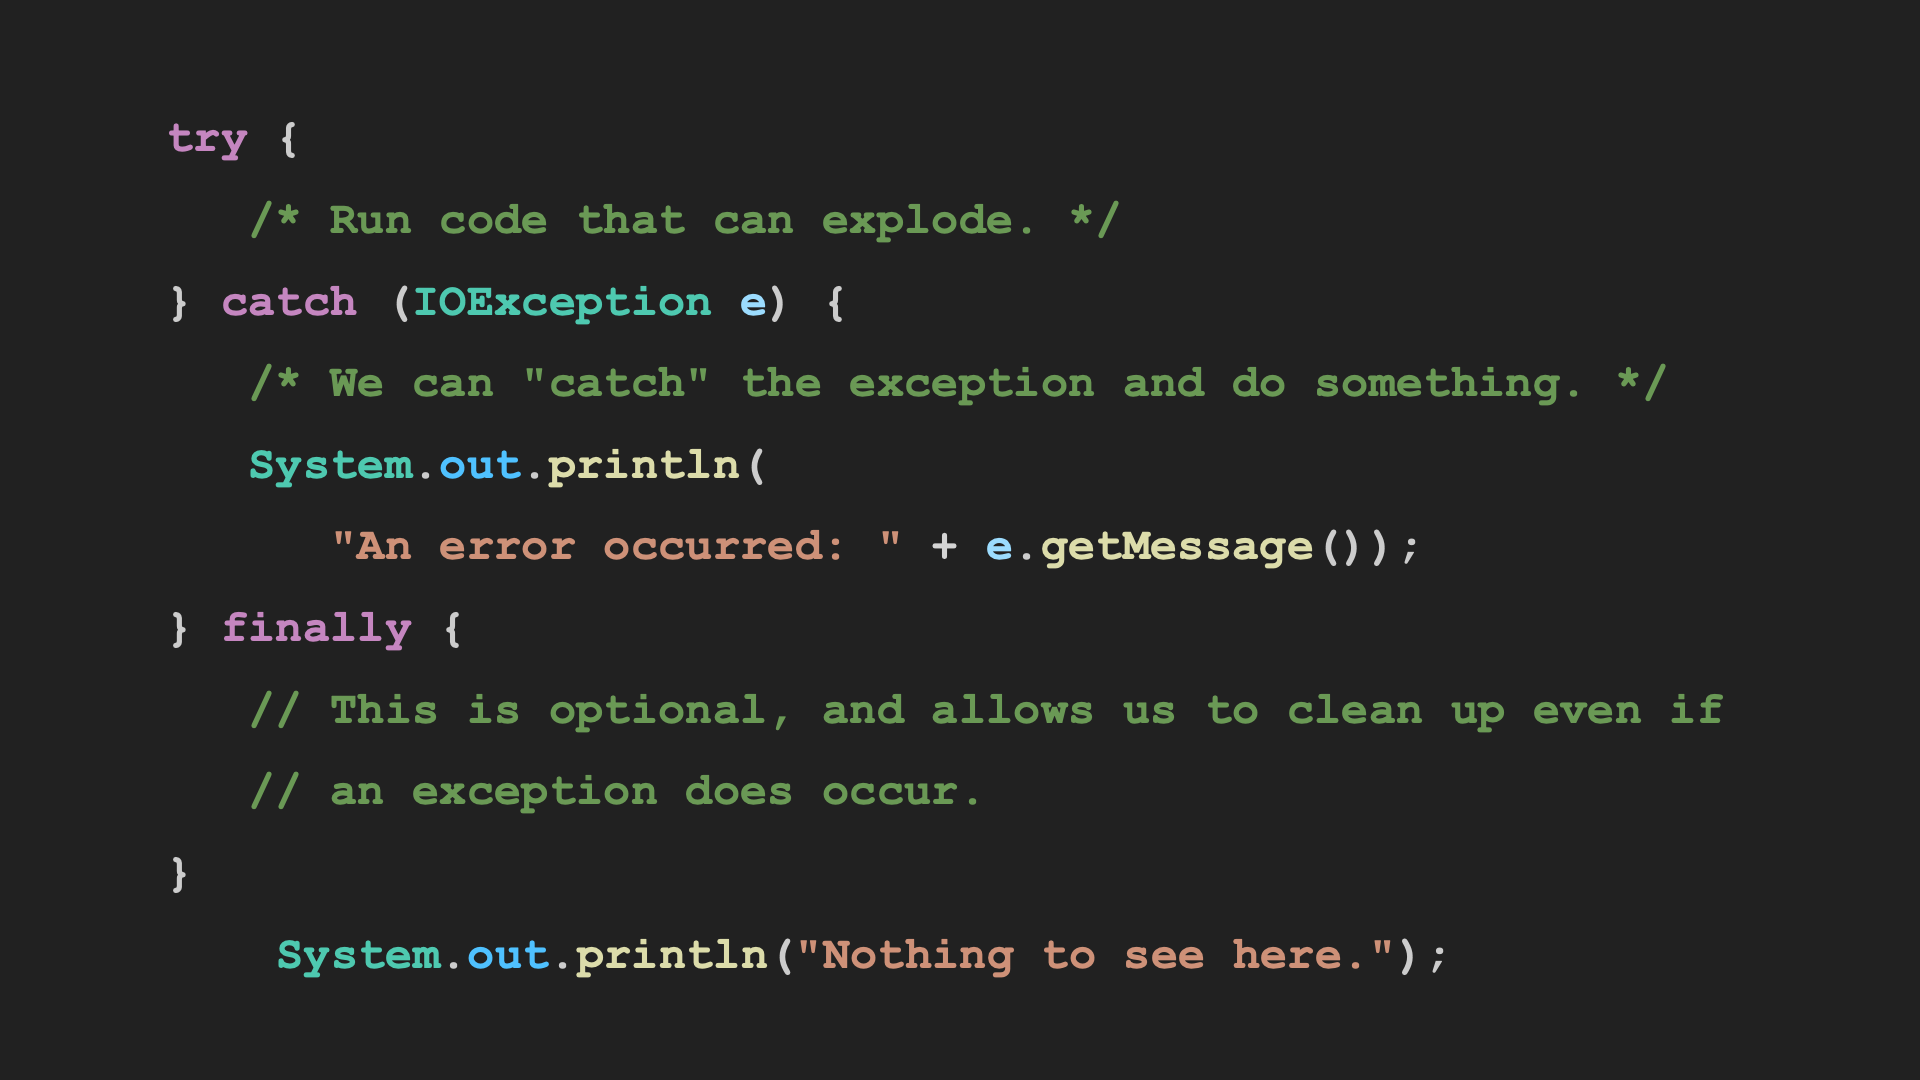 try {
   /* Run code that can explode. */
} catch (IOException e) {
   /* We can "catch" the exception and do something. */
   System.out.println(
      "An error occurred: " + e.getMessage());
} finally {
   // This is optional, and allows us to clean up even if
   // an exception does occur.
}
    System.out.println("Nothing to see here.");